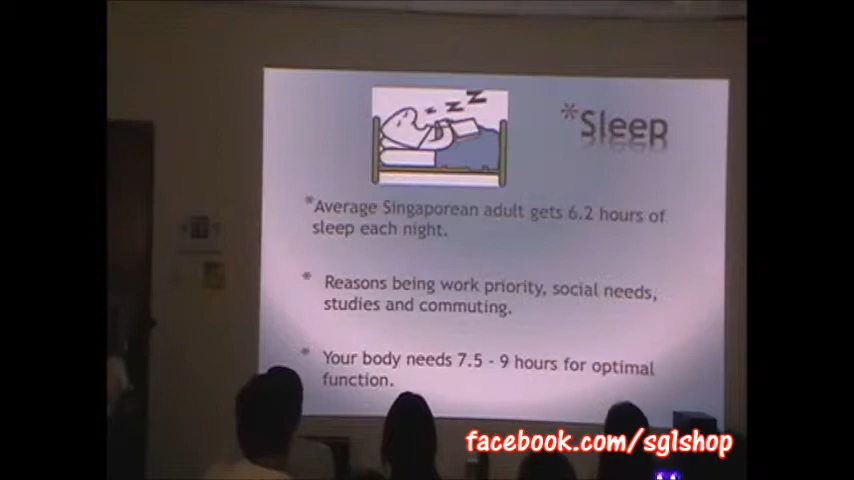 z z Z
*Sleep
*Average Singaporean adult gets 6.2 hours of
sleep each night.
* Reasons being work priority, social needs,
studies and commuting.
* Your body needs 7.5 - 9 hours for optimal
function.
facebook.com/sg1shop